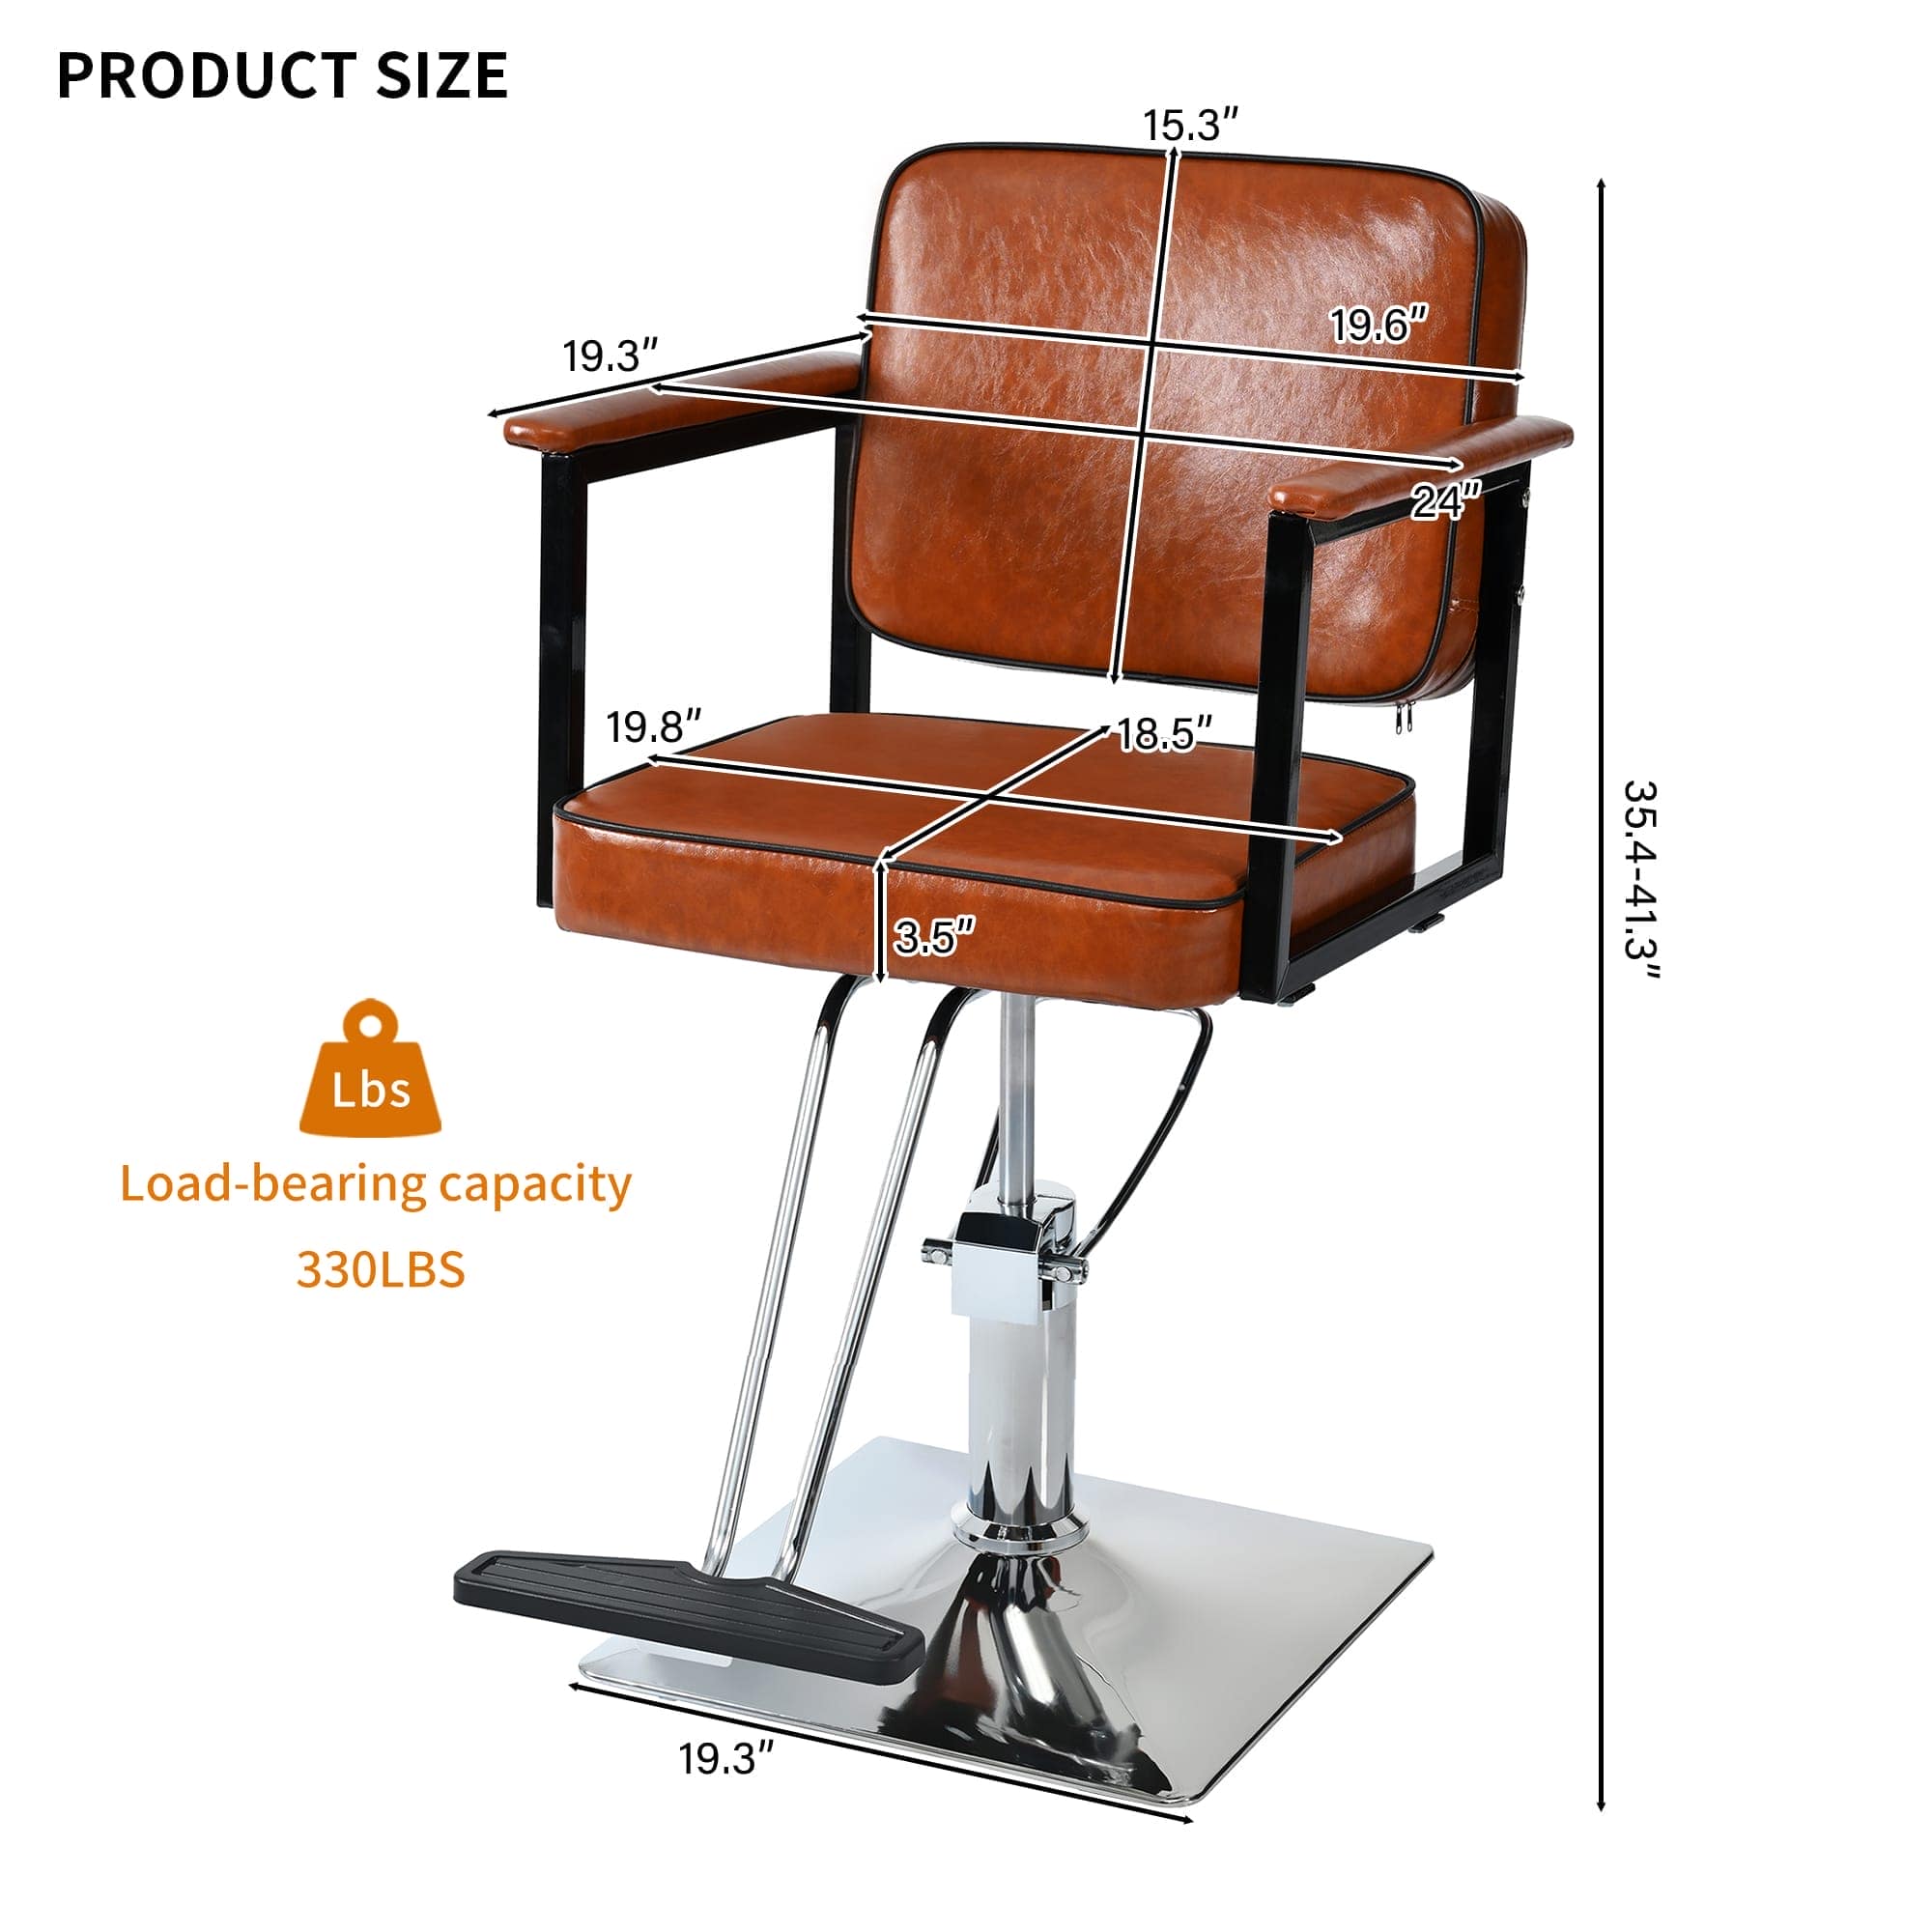 PRODUCT SIZE
15.3"
19.6"
19.3"
24"
19.8"
18.5"
35.4-41.3"
3.5"
Lbs
Load-bearing capacity
330LBS
19.3"